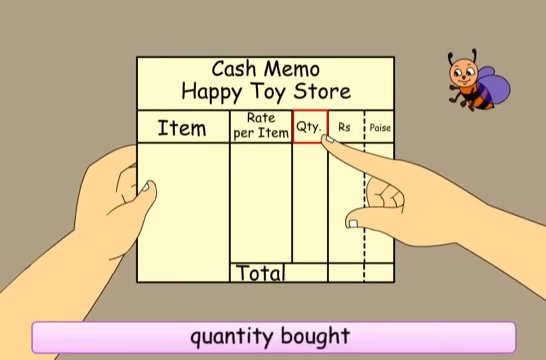 Cash Memo
Happy Toy Store
Item
Rate
per Item
Qty.
Rs
Paise
Total
quantity bought